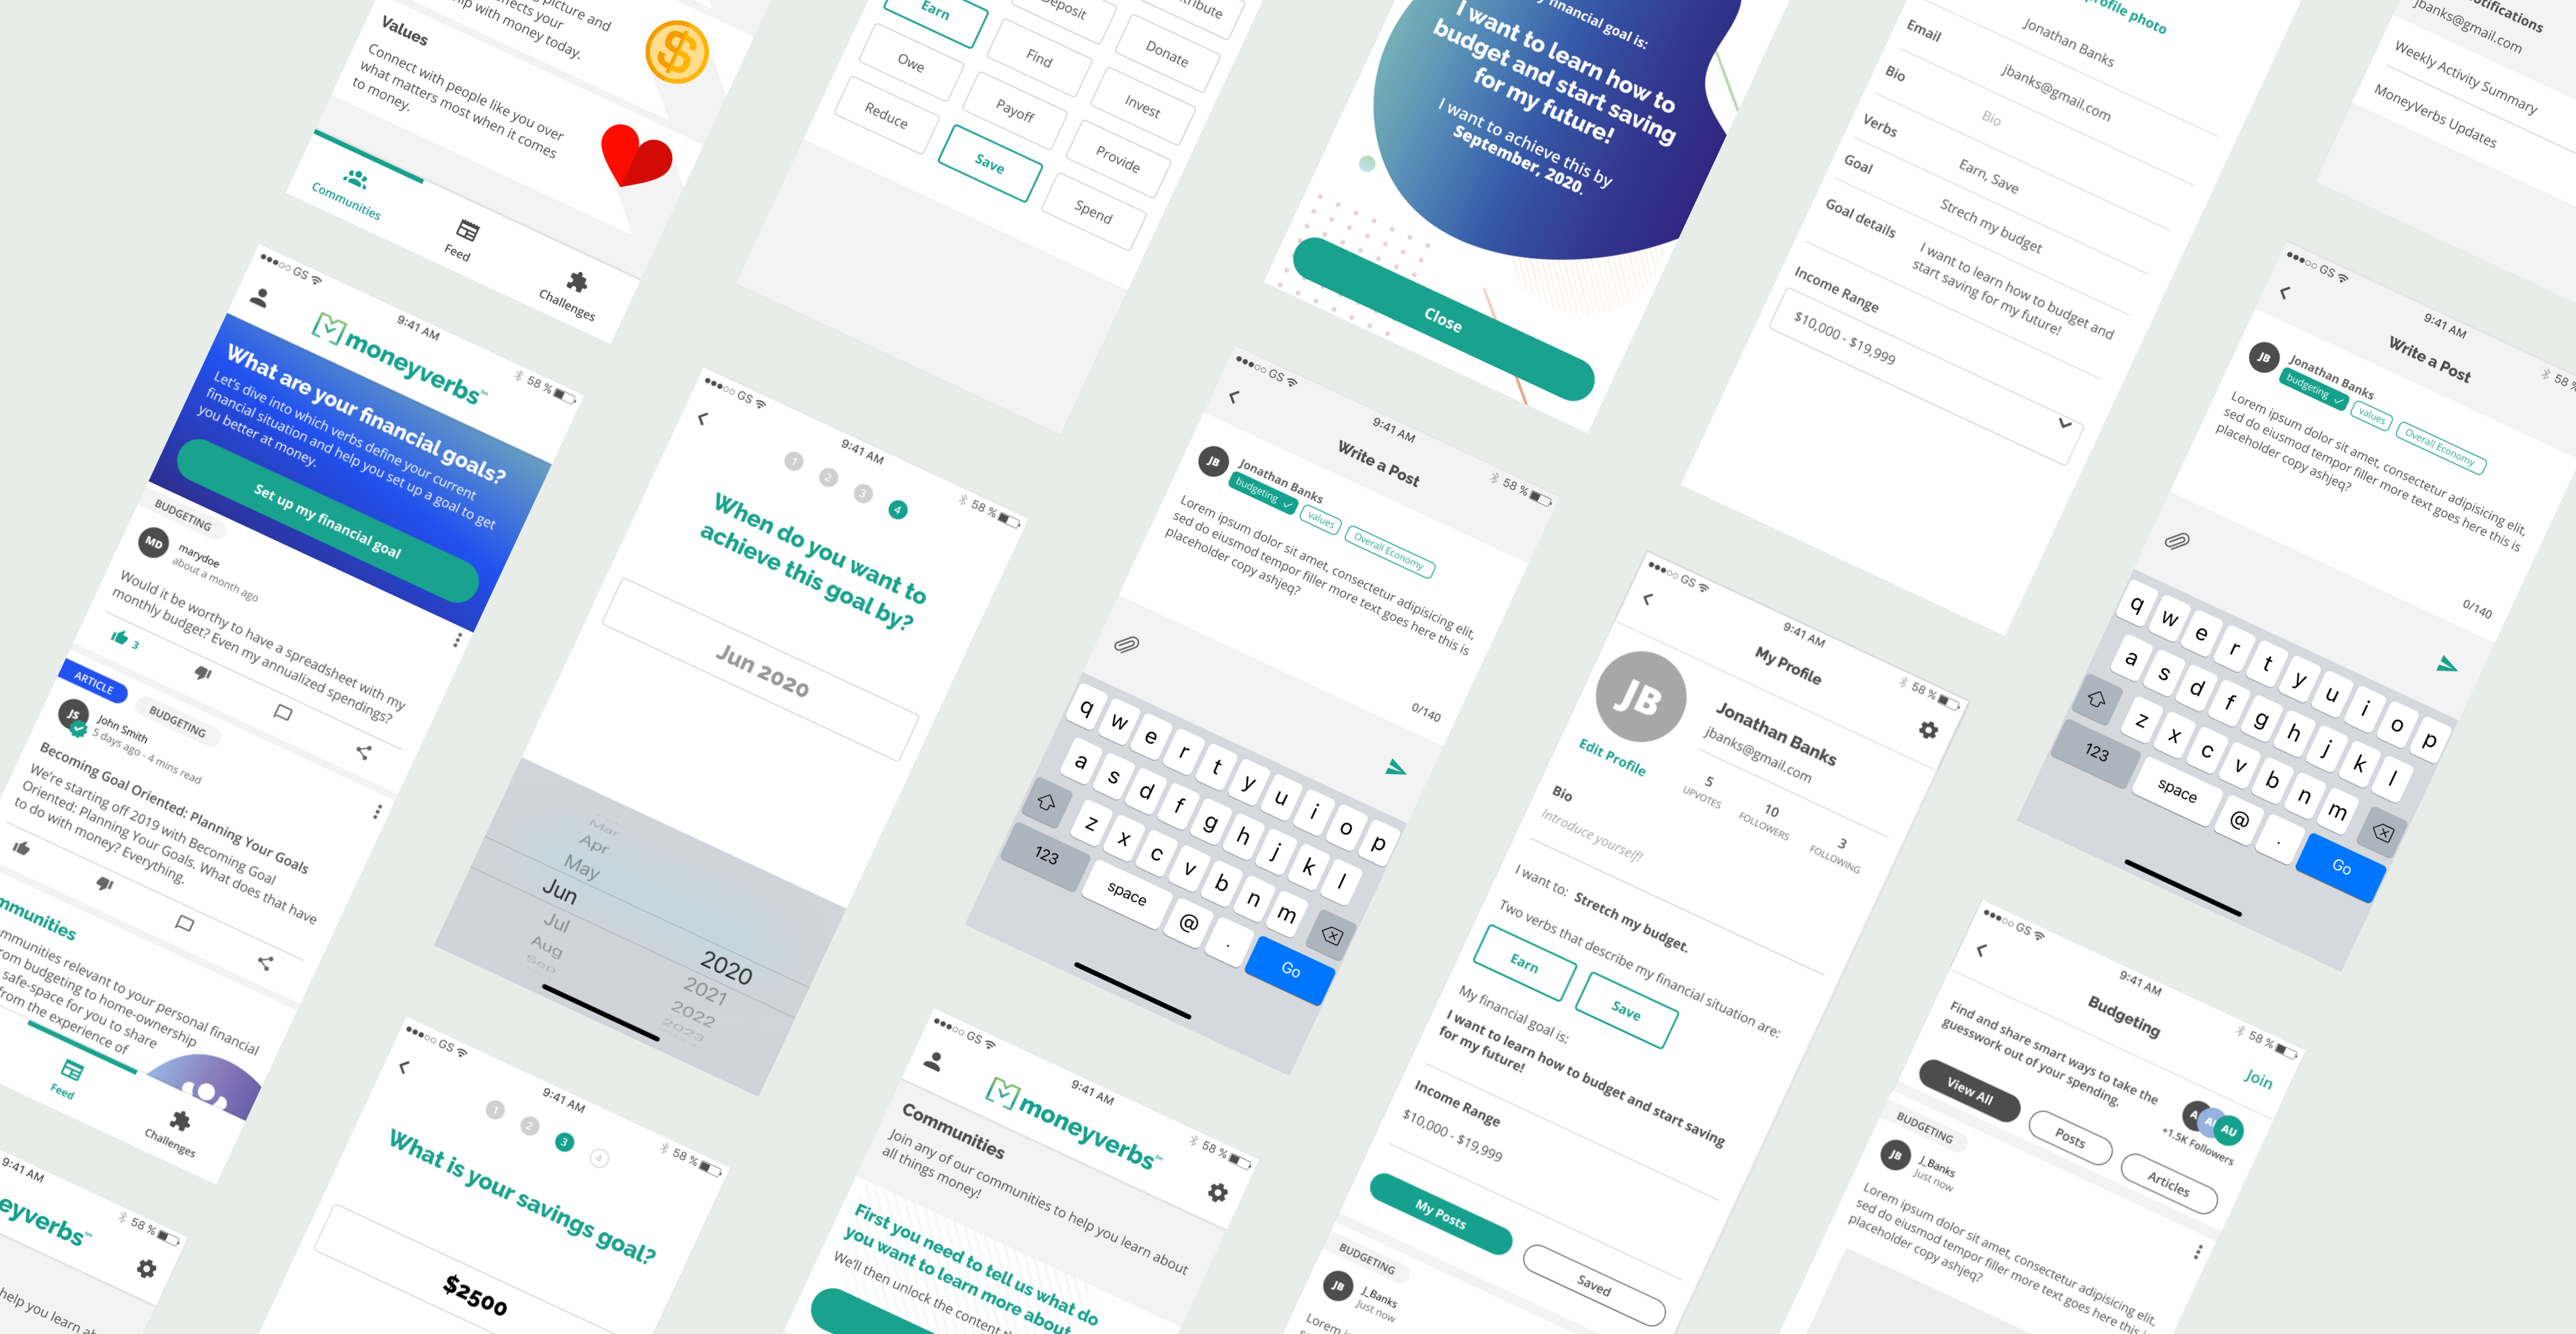 picture and
ffects your
ship with money today.
Values
Connect with people like you over
what matters most when it comes
to money.
Communities
Feed
Challenges
GS
9:41 AM
58 %
moneyverbs
What are your financial goals?
Let's dive into which verbs define your current
financial situation and help you set up a goal to get
you better at money.
Set up my financial goal
BUDGETING
MD
marydoe
about a month ago
Would it be worthy to have a spreadsheet with my
monthly budget? Even my annualized spendings?
3
ARTICLE
BUDGETING
JS
John Smith
5 days ago - 4 mins read
Becoming Goal Oriented: Planning Your Goals
We're starting off 2019 with Becoming Goal
Oriented: Planning Your Goals. What does that have
to do with money? Everything.
mmunities
mmunities relevant to your personal financial
rom budgeting to home-ownership
safe-space for you to share
from the experience of
Feed
Challenges
9:41 AM
58 %
eyverbs
help you learn ab
Earn
Deposit
tribute
Owe
Find
Donate
Reduce
Payoff
Invest
Save
Provide
Spend
GS
9:41 AM
58 %
1
2
3
4
When do you want to
achieve this goal by?
Jun 2020
Mar
Apr
May
Jun
Jul
Aug
Sep
2020
2021
2022
2023
GS
9:41 AM
58 %
1
2
3
4
What is your savings goal?
$2500
y financial goal is:
I want to learn how to
budget and start saving
for my future!
I want to achieve this by
September, 2020.
Close
GS
9:41 AM
58 %
Write a Post
JB
Jonathan Banks
budgeting
values
Overall Economy
Lorem ipsum dolor sit amet, consectetur adipisicing elit,
sed do eiusmod tempor filler more text goes here this is
placeholder copy ashjeq?
0/140
q w e r t y u i o p
a s d f g h j k l
z x c v b n m
123
space
@
.
Go
GS
9:41 AM
58 %
moneyverbs
Communities
Join any of our communities to help you learn about
all things money!
First you need to tell us what do
you want to learn more about
We'll then unlock the content t
profile photo
Jonathan Banks
Email
jbanks@gmail.com
Bio
Bio
Verbs
Earn, Save
Goal
Strech my budget
Goal details
I want to learn how to budget and
start saving for my future!
Income Range
$10,000 - $19,999
GS
9:41 AM
58 %
My Profile
JB
Jonathan Banks
jbanks@gmail.com
Edit Profile
5
UPVOTES
10
FOLLOWERS
3
FOLLOWING
Bio
Introduce yourself!
I want to: Stretch my budget.
Two verbs that describe my financial situation are:
Earn
Save
My financial goal is:
I want to learn how to budget and start saving
for my future!
Income Range
$10,000 - $19,999
My Posts
Saved
BUDGETING
JB
J_Banks
Just now
Lorem i
otifications
jbanks@gmail.com
Weekly Activity Summary
MoneyVerbs Updates
GS
9:41 AM
58 %
Write a Post
JB
Jonathan Banks
budgeting
values
Overall Economy
Lorem ipsum dolor sit amet, consectetur adipisicing elit,
sed do eiusmod tempor filler more text goes here this is
placeholder copy ashjeq?
0/140
q w e r t y u i o p
a s d f g h j k l
z x c v b n m
123
space
@
.
Go
GS
9:41 AM
58 %
Budgeting
Find and share smart ways to take the
guesswork out of your spending.
Join
A
A
AU
+1.5K Followers
View All
Posts
Articles
BUDGETING
JB
J_Banks
Just now
Lorem ipsum dolor sit amet, consectetur adipisicing elit,
sed do eiusmod tempor filler more text goes here this i
placeholder copy ashjeq?